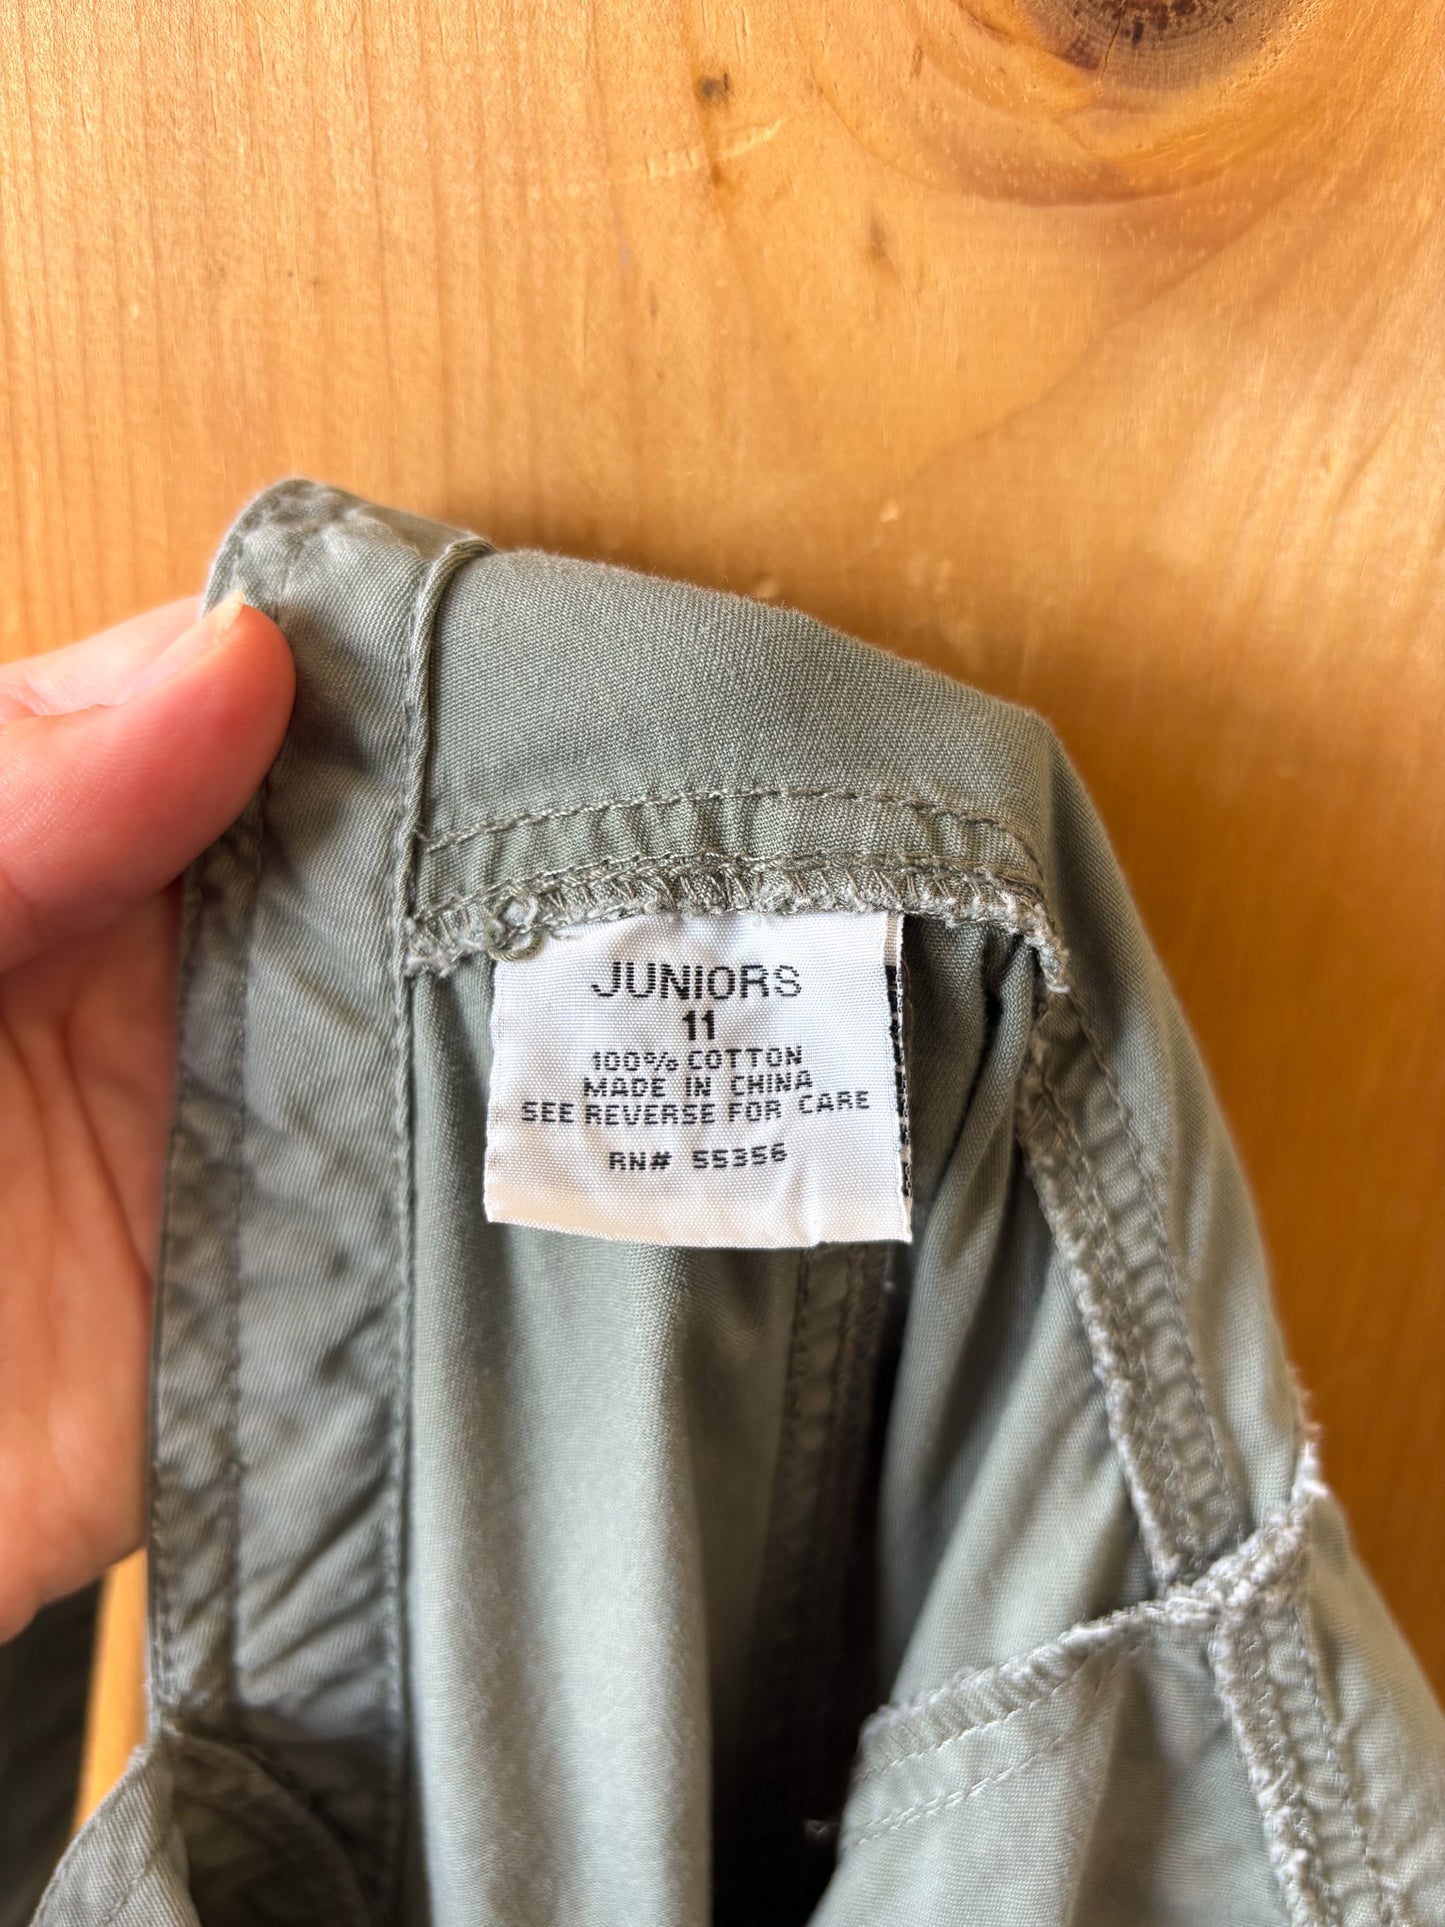 JUNIORS
11
100% COTTON
MADE IN CHINA
SEE REVERSE FOR CARE
RN# 55356